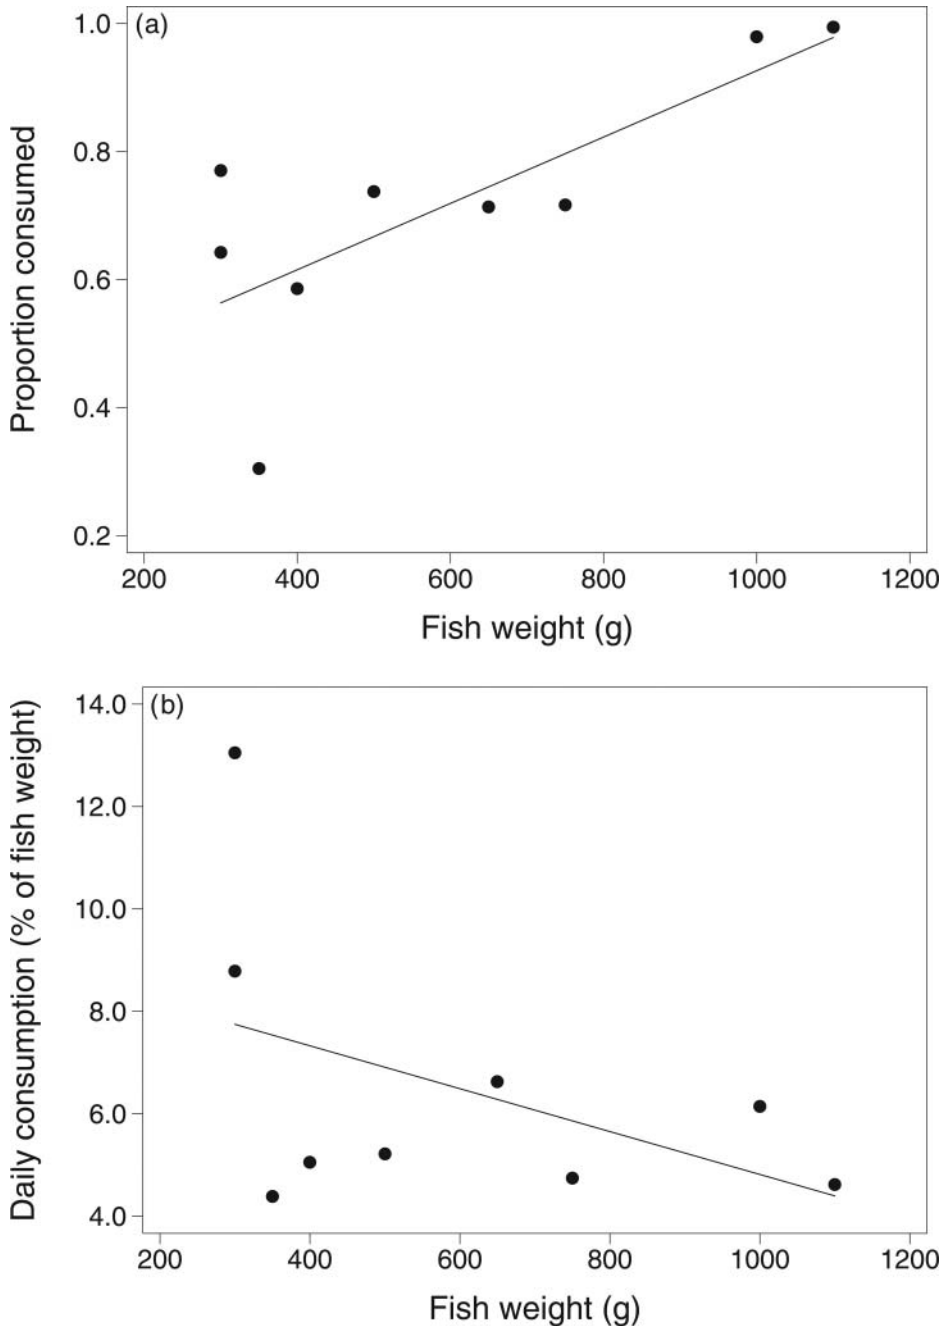 (a)
1.0
0.8
0.6
0.4
0.2
Proportion consumed
200 400 600 800 1000 1200
Fish weight (g)
(b)
14.0
12.0
10.0
8.0
6.0
4.0
Daily consumption (% of fish weight)
200 400 600 800 1000 1200
Fish weight (g)